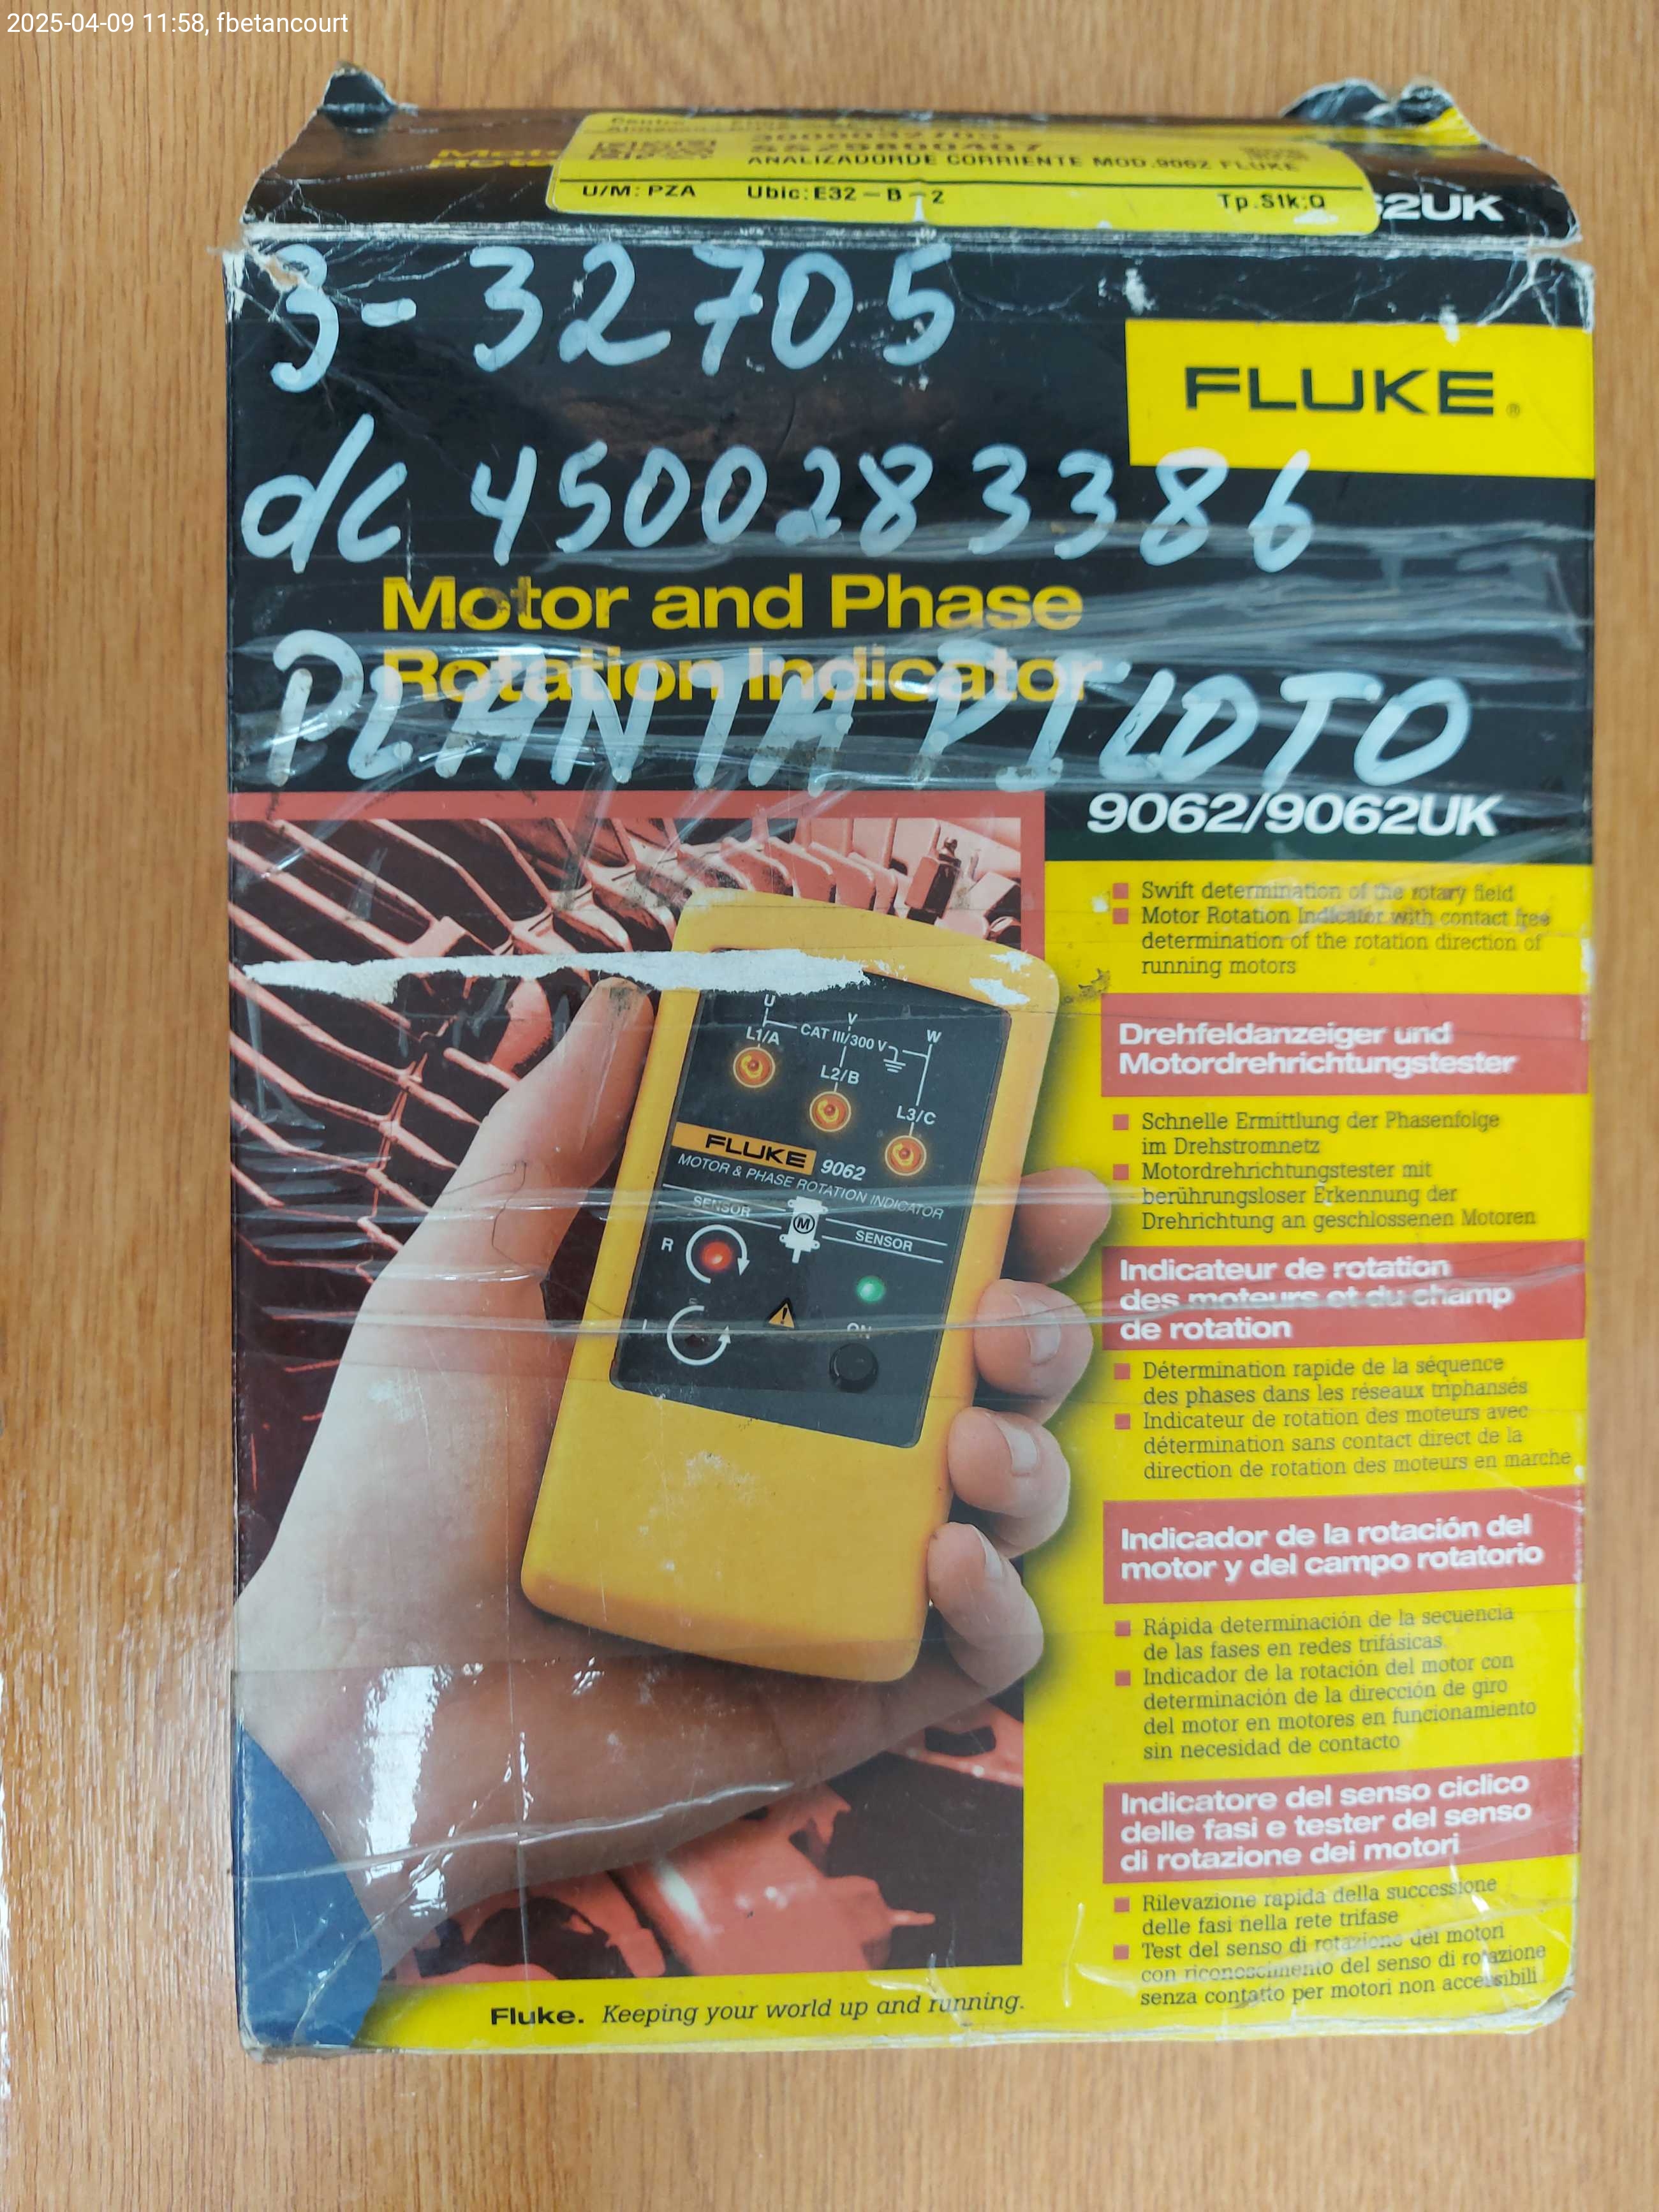 2025-04-09 11:58, fbetancourt
3000032705
ANALIZADORDE CORRIENTE MOD.9062 FLUKE
U/M: PZA Ubic:E32-B-2 Tp.Stk:Q
62UK
3-32705
FLUKE®
dc 4500283386
Motor and Phase
Rotation Indicator
PLANTA PILOTO
9062/9062UK
Swift determination of the rotary field
Motor Rotation Indicator with contact free
determination of the rotation direction of
running motors
Drehfeldanzeiger und
Motordrehrichtungstester
Schnelle Ermittlung der Phasenfolge
im Drehstromnetz
Motordrehrichtungstester mit
berührungsloser Erkennung der
Drehrichtung an geschlossenen Motoren
Indicateur de rotation
des moteurs et du champ
de rotation
Détermination rapide de la séquence
des phases dans les réseaux triphansés
Indicateur de rotation des moteurs avec
détermination sans contact direct de la
direction de rotation des moteurs en marche
Indicador de la rotación del
motor y del campo rotatorio
Rápida determinación de la secuencia
de las fases en redes trifásicas
Indicador de la rotación del motor con
determinación de la dirección de giro
del motor en motores en funcionamiento
sin necesidad de contacto
Indicatore del senso ciclico
delle fasi e tester del senso
di rotazione dei motori
Rilevazione rapida della successione
delle fasi nella rete trifase
Test del senso di rotazione dei motori
con riconoscimento del senso di rotazione
senza contatto per motori non accessibili
U V W
CAT III/300 V
L1/A
L2/B
L3/C
FLUKE 9062
MOTOR & PHASE ROTATION INDICATOR
SENSOR
M
SENSOR
R
L
ON
Fluke. Keeping your world up and running.